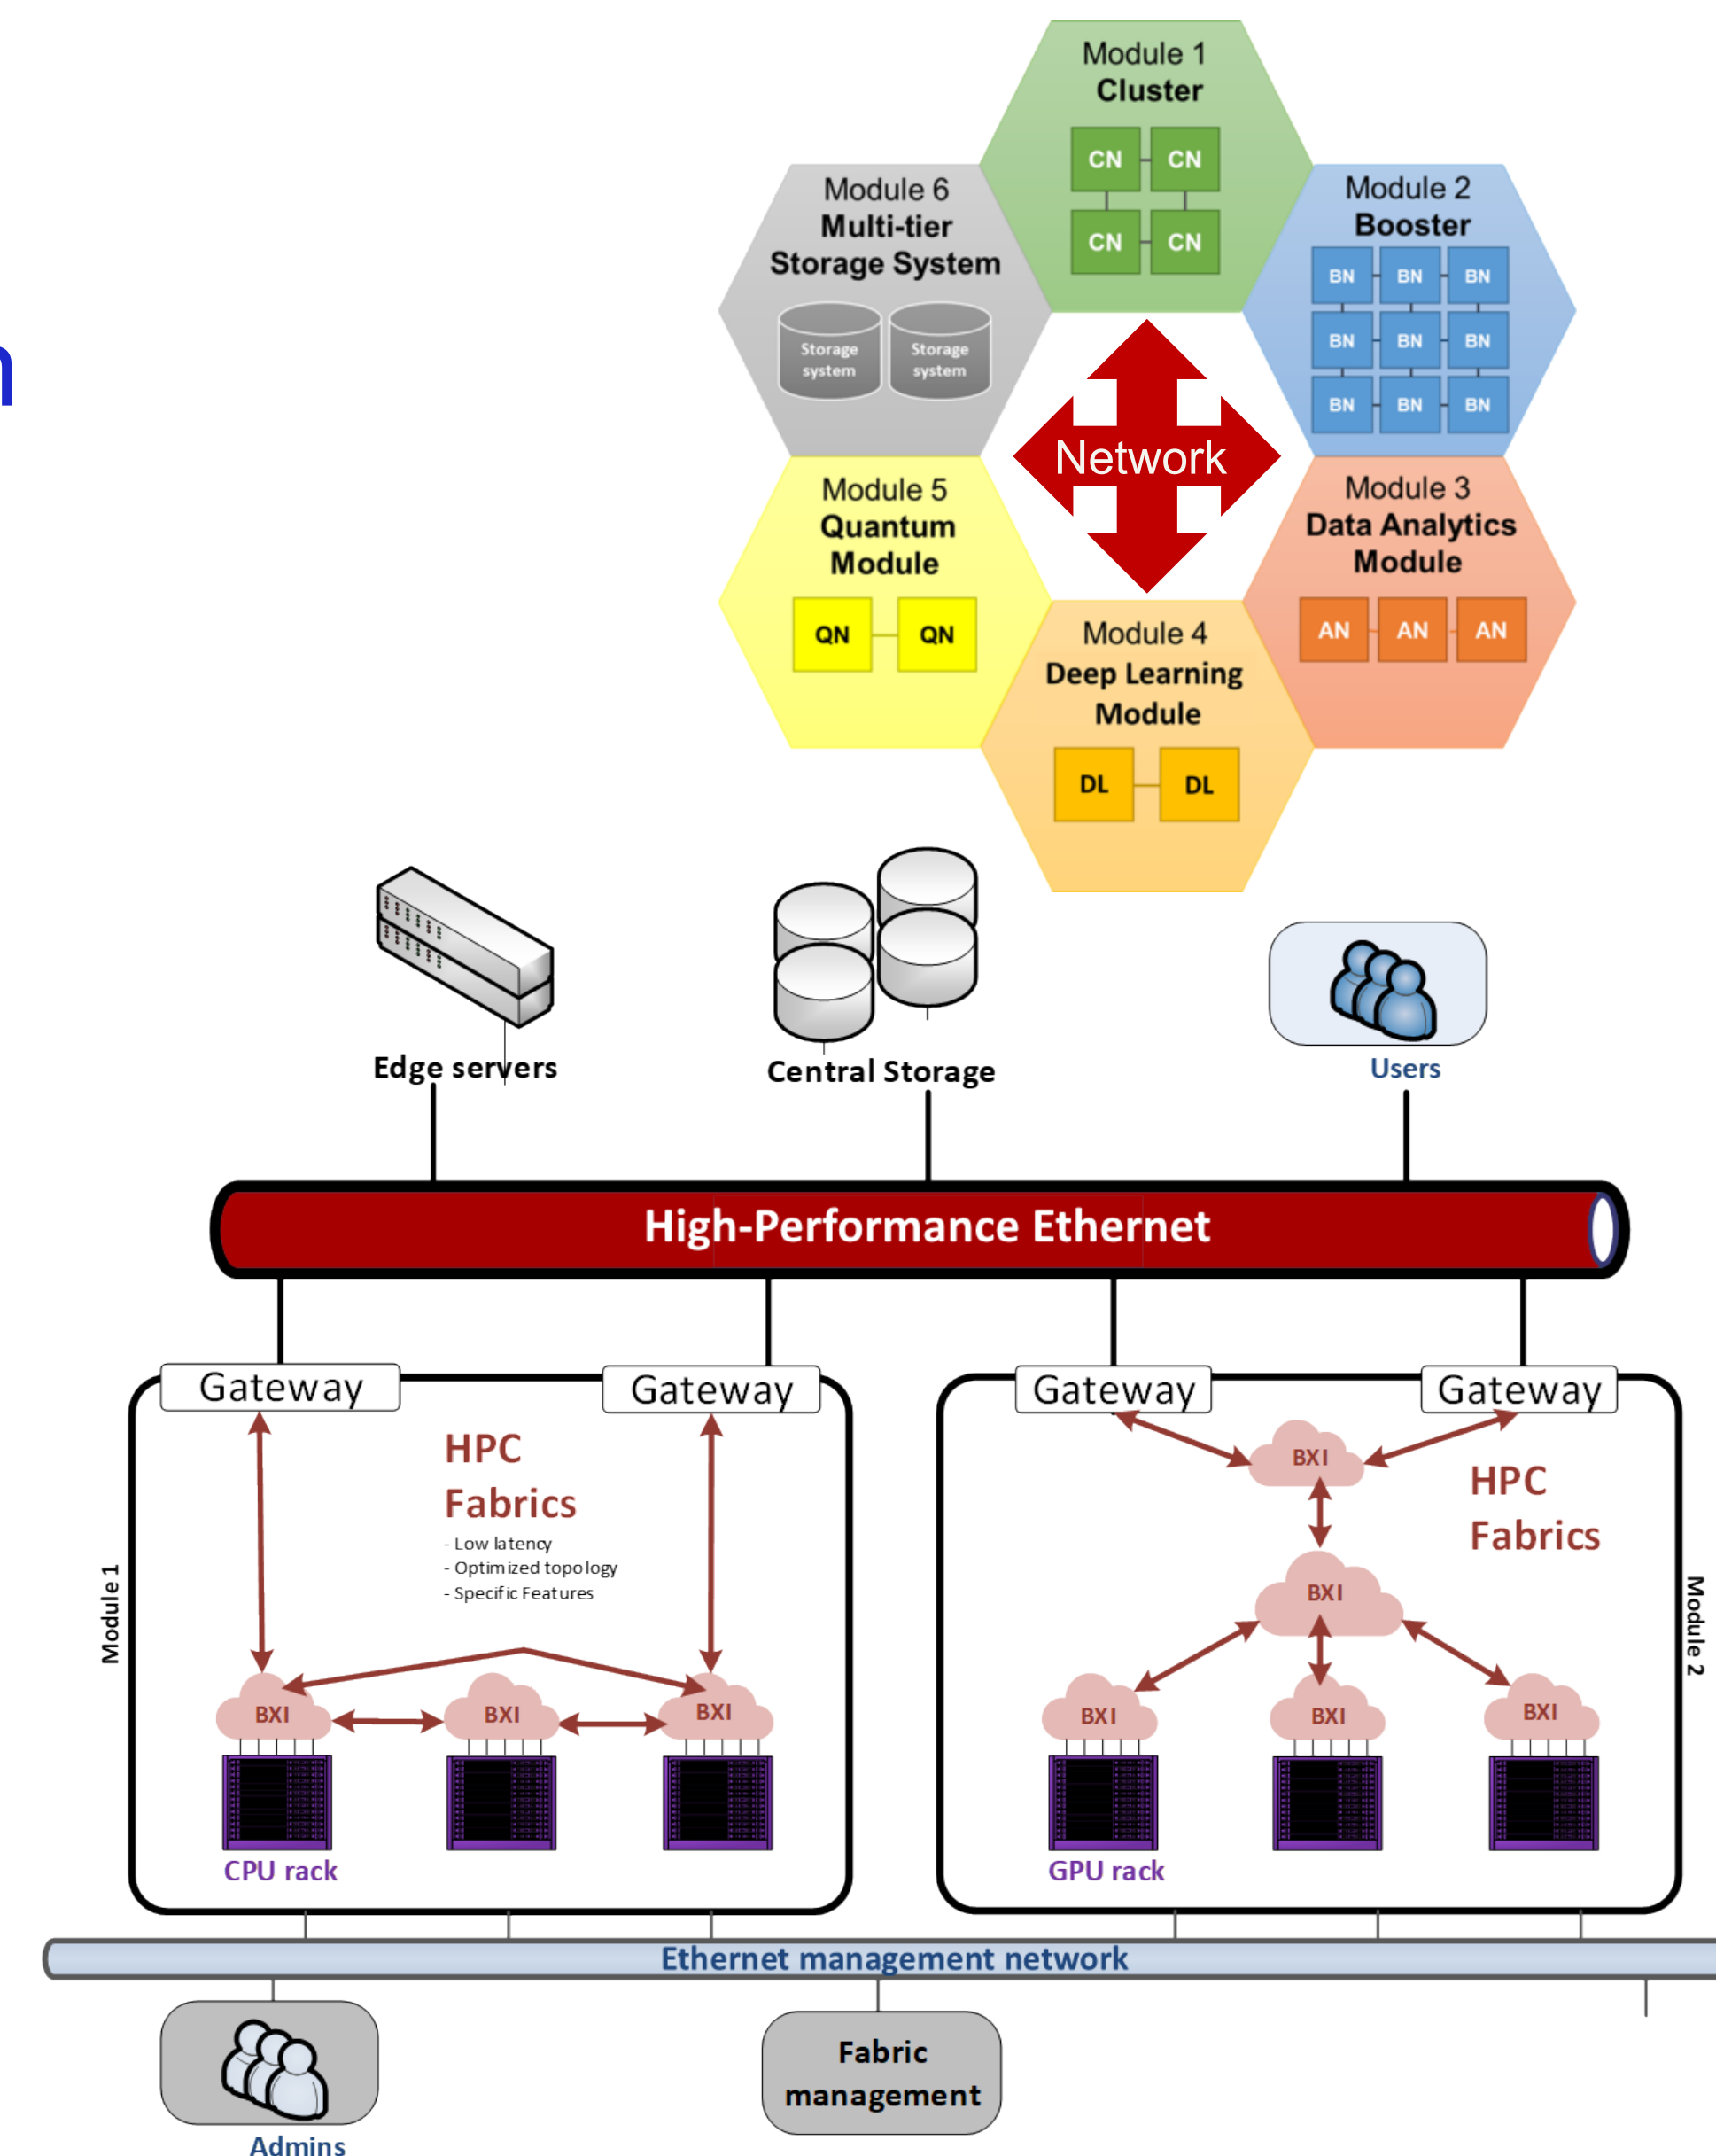 Module 1
Cluster
CN CN
CN CN
Module 6
Multi-tier
Storage System
Storage
system
Storage
system
Module 2
Booster
BN BN BN
BN BN BN
BN BN BN
Network
Module 5
Quantum
Module
QN QN
Module 3
Data Analytics
Module
AN AN AN
Module 4
Deep Learning
Module
DL DL
n
Edge servers
Central Storage
Users
High-Performance Ethernet
Gateway
Gateway
Gateway
Gateway
Module 1
HPC
Fabrics
- Low latency
- Optimized topology
- Specific Features
BXI
BXI
BXI
CPU rack
BXI
HPC
Fabrics
BXI
BXI
BXI
BXI
GPU rack
Module 2
Ethernet management network
Admins
Fabric
management